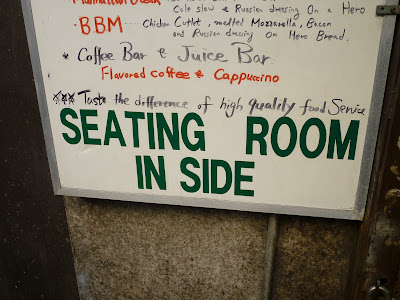 Cole slow & Russian dressing On a Hero
·BBM...... Chicken Cutlet, melted Mozzarella, Bacon
and Russian dressing on Hero Bread.
* Coffee Bar & Juice Bar
Flavored coffee & Cappuccino
*** Taste the difference of high quality food Service
SEATING ROOM
IN SIDE